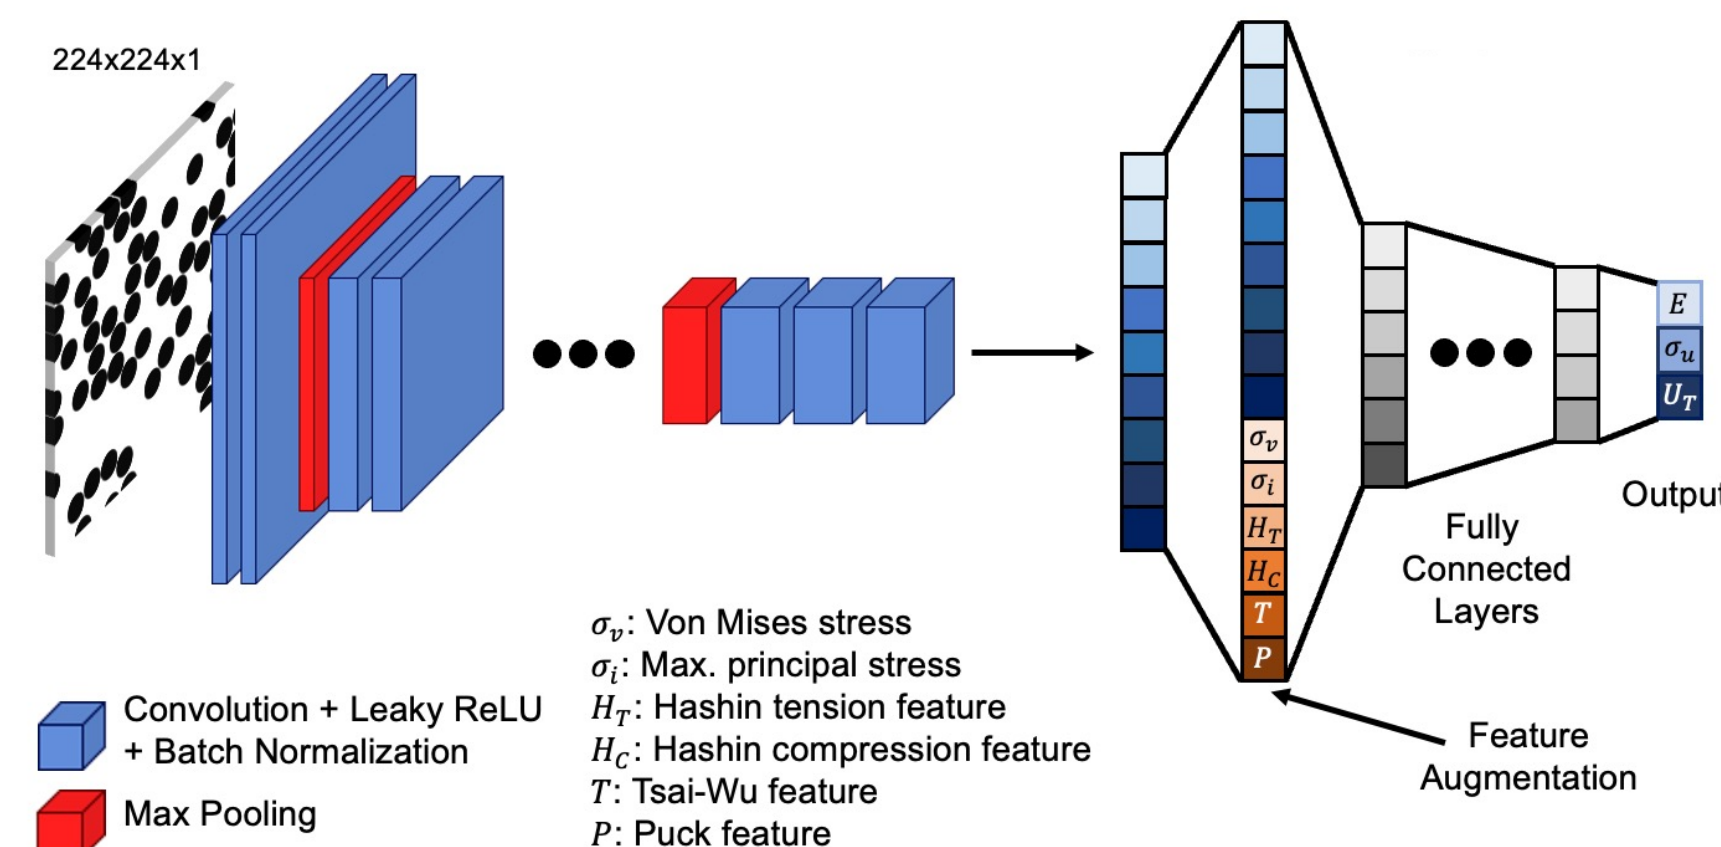 224x224x1
σv
σi
HT
HC
T
P
E
σu
UT
Output
Fully
Connected
Layers
Feature
Augmentation
σv: Von Mises stress
σi: Max. principal stress
HT: Hashin tension feature
HC: Hashin compression feature
T: Tsai-Wu feature
P: Puck feature
Convolution + Leaky ReLU
+ Batch Normalization
Max Pooling